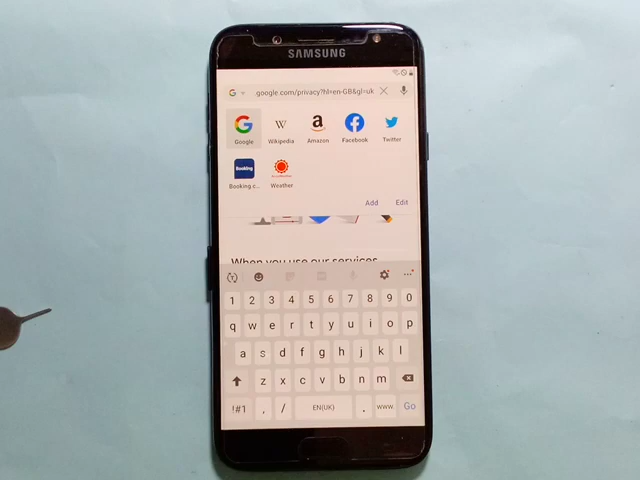 SAMSUNG
google.com/privacy?hl=en-GB&gl=uk
Google Wikipedia Amazon Facebook Twitter
Booking
Booking c... Weather
Add Edit
When you use our services
1 2 3 4 5 6 7 8 9 0
q w e r t y u i o p
a s d f g h j k l
z x c v b n m
!#1 , / EN(UK) . www. Go